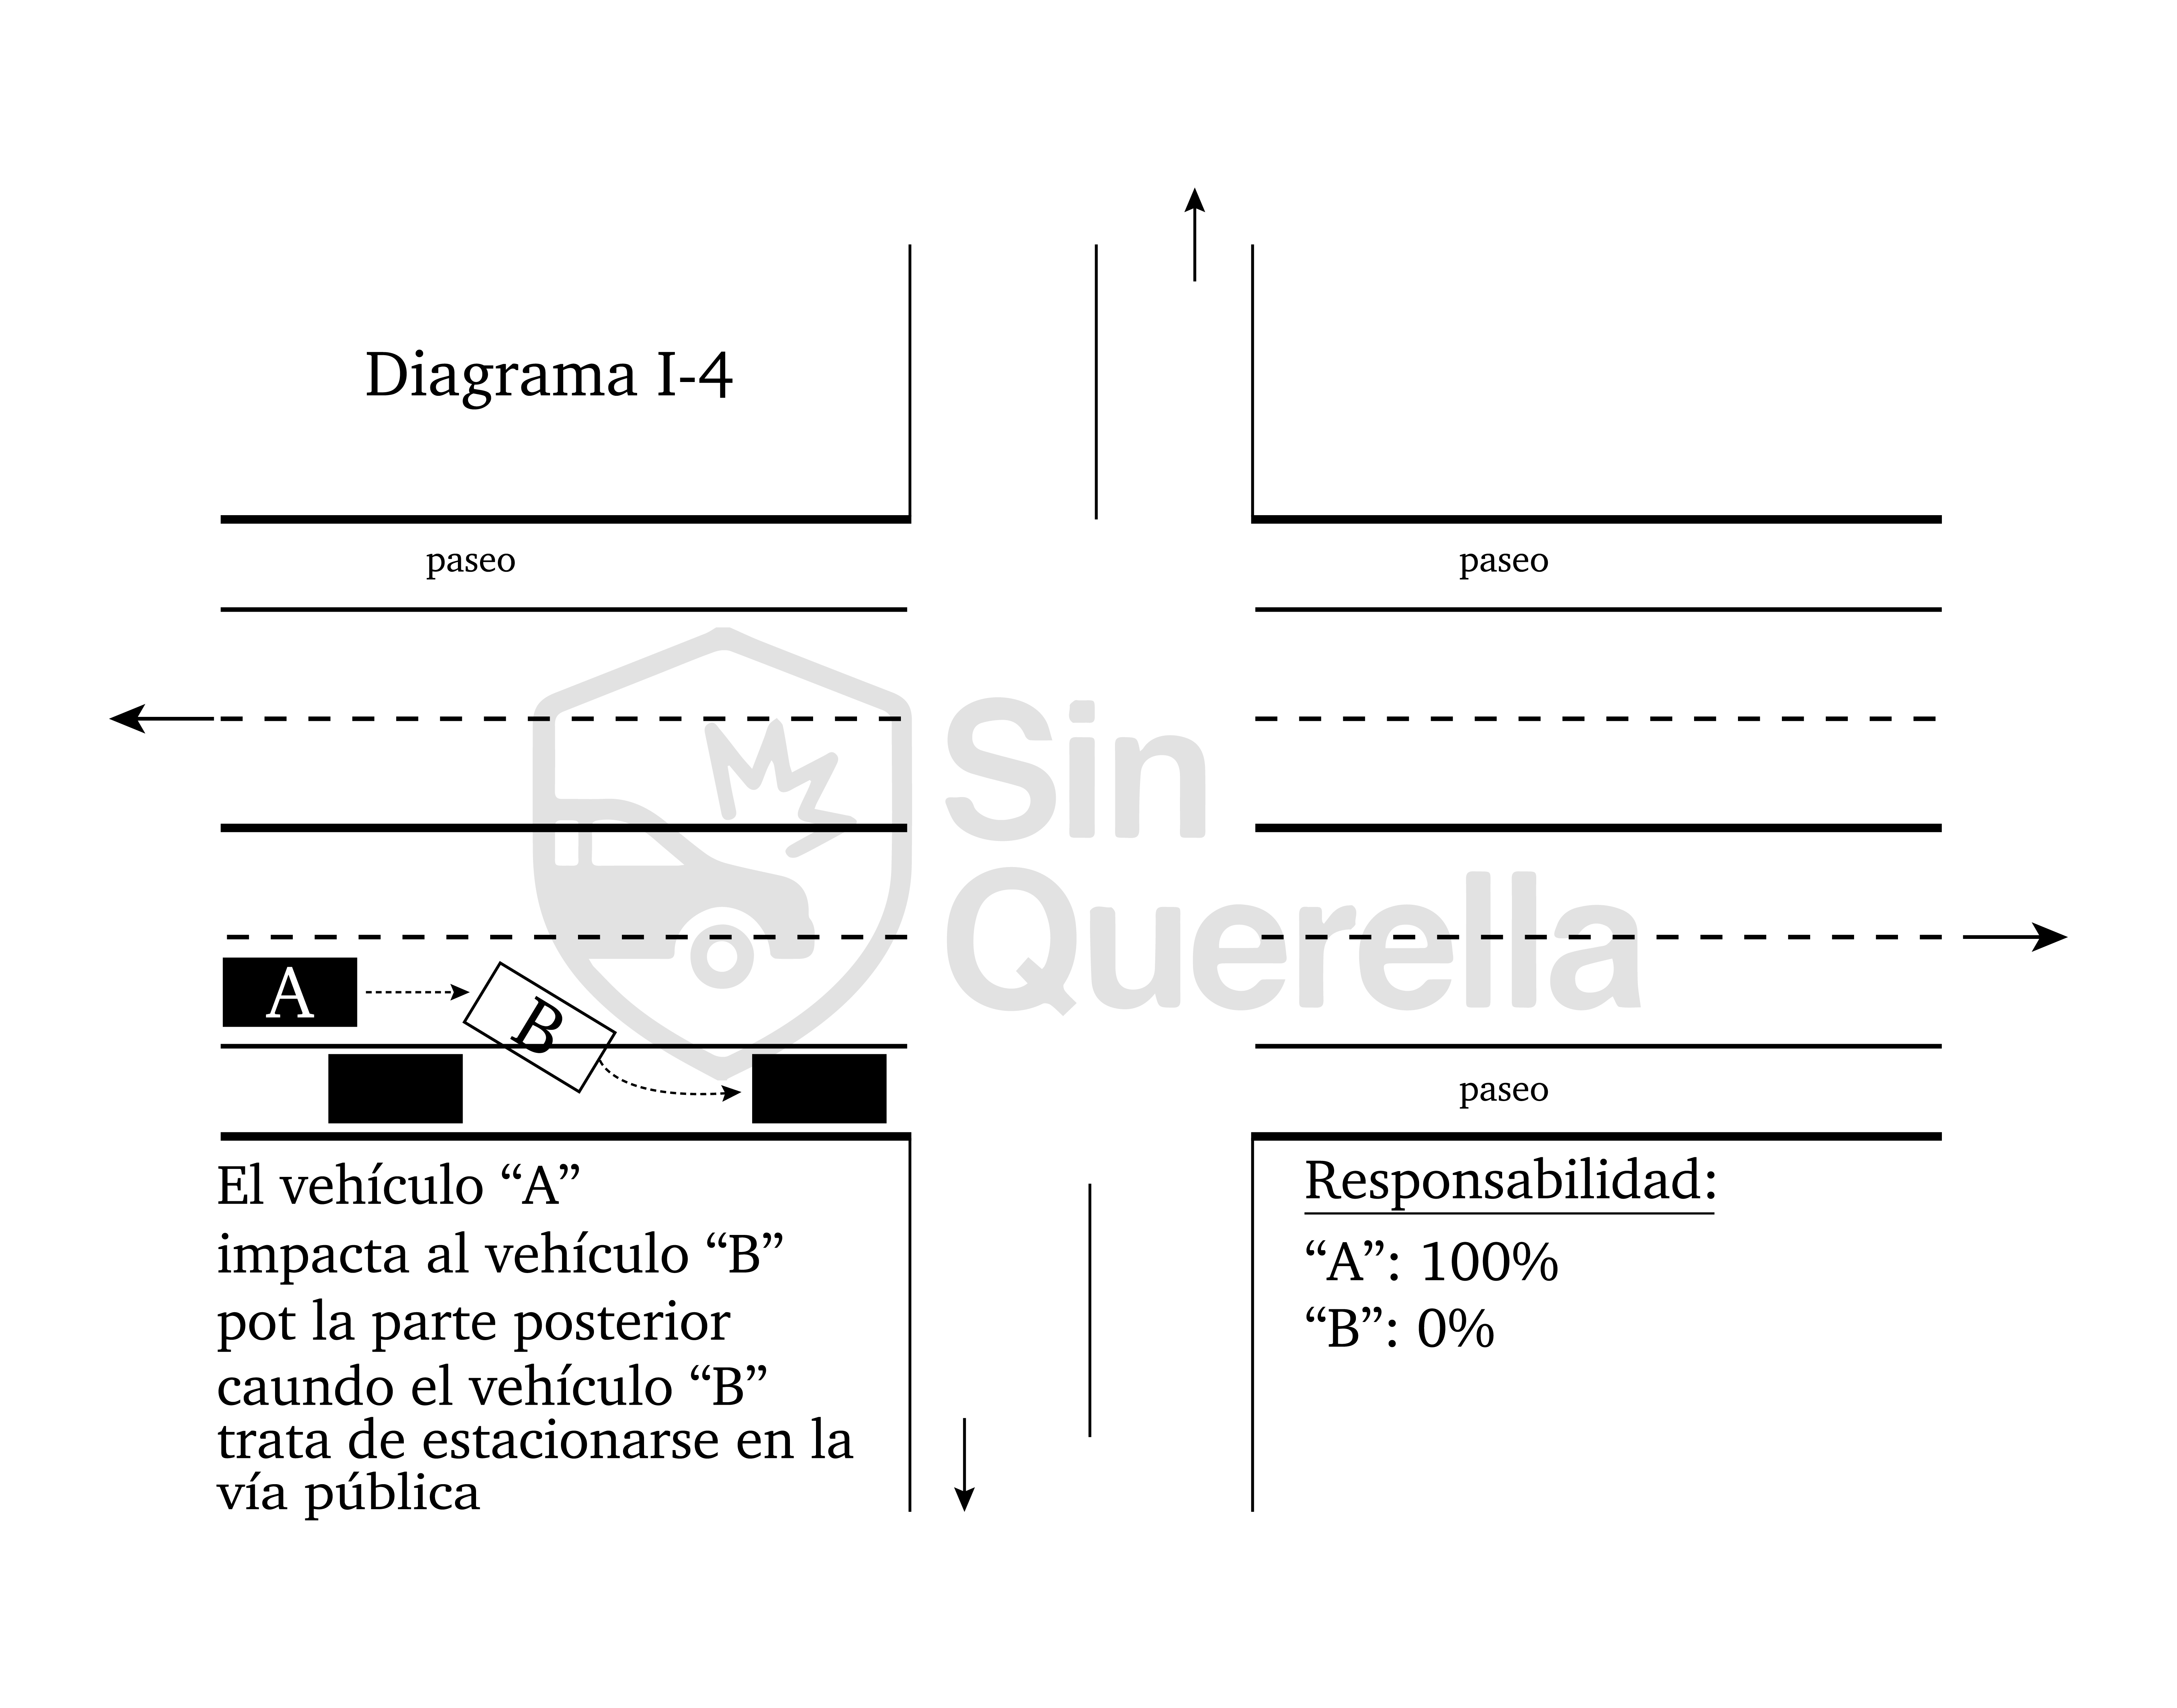 Diagrama I-4
paseo
paseo
Sin
Querella
A
B
paseo
El vehículo “A”
impacta al vehículo “B”
pot la parte posterior
caundo el vehículo “B”
trata de estacionarse en la
vía pública
Responsabilidad:
“A”: 100%
“B”: 0%